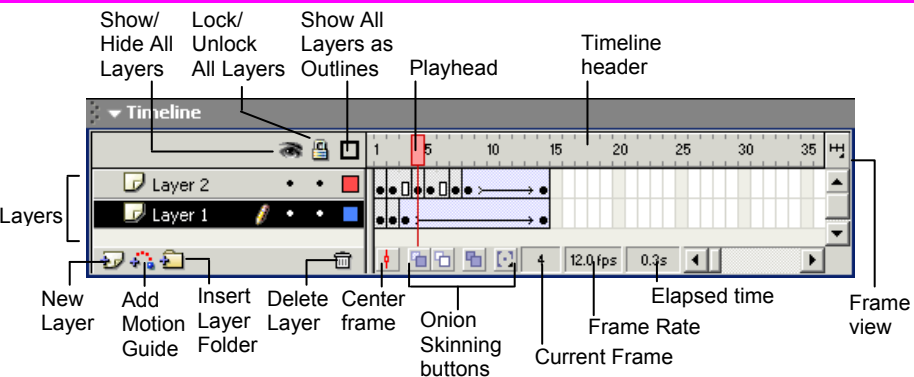 Show/
Hide All
Layers
Lock/
Unlock
All Layers
Show All
Layers as
Outlines
Playhead
Timeline
header
Timeline
1 5 10 15 20 25 30 35
Layer 2
Layer 1
Layers
4 12.0 fps 0.3s
New
Layer
Add
Motion
Guide
Insert
Layer
Folder
Delete
Layer
Center
frame
Onion
Skinning
buttons
Current Frame
Frame Rate
Elapsed time
Frame
view